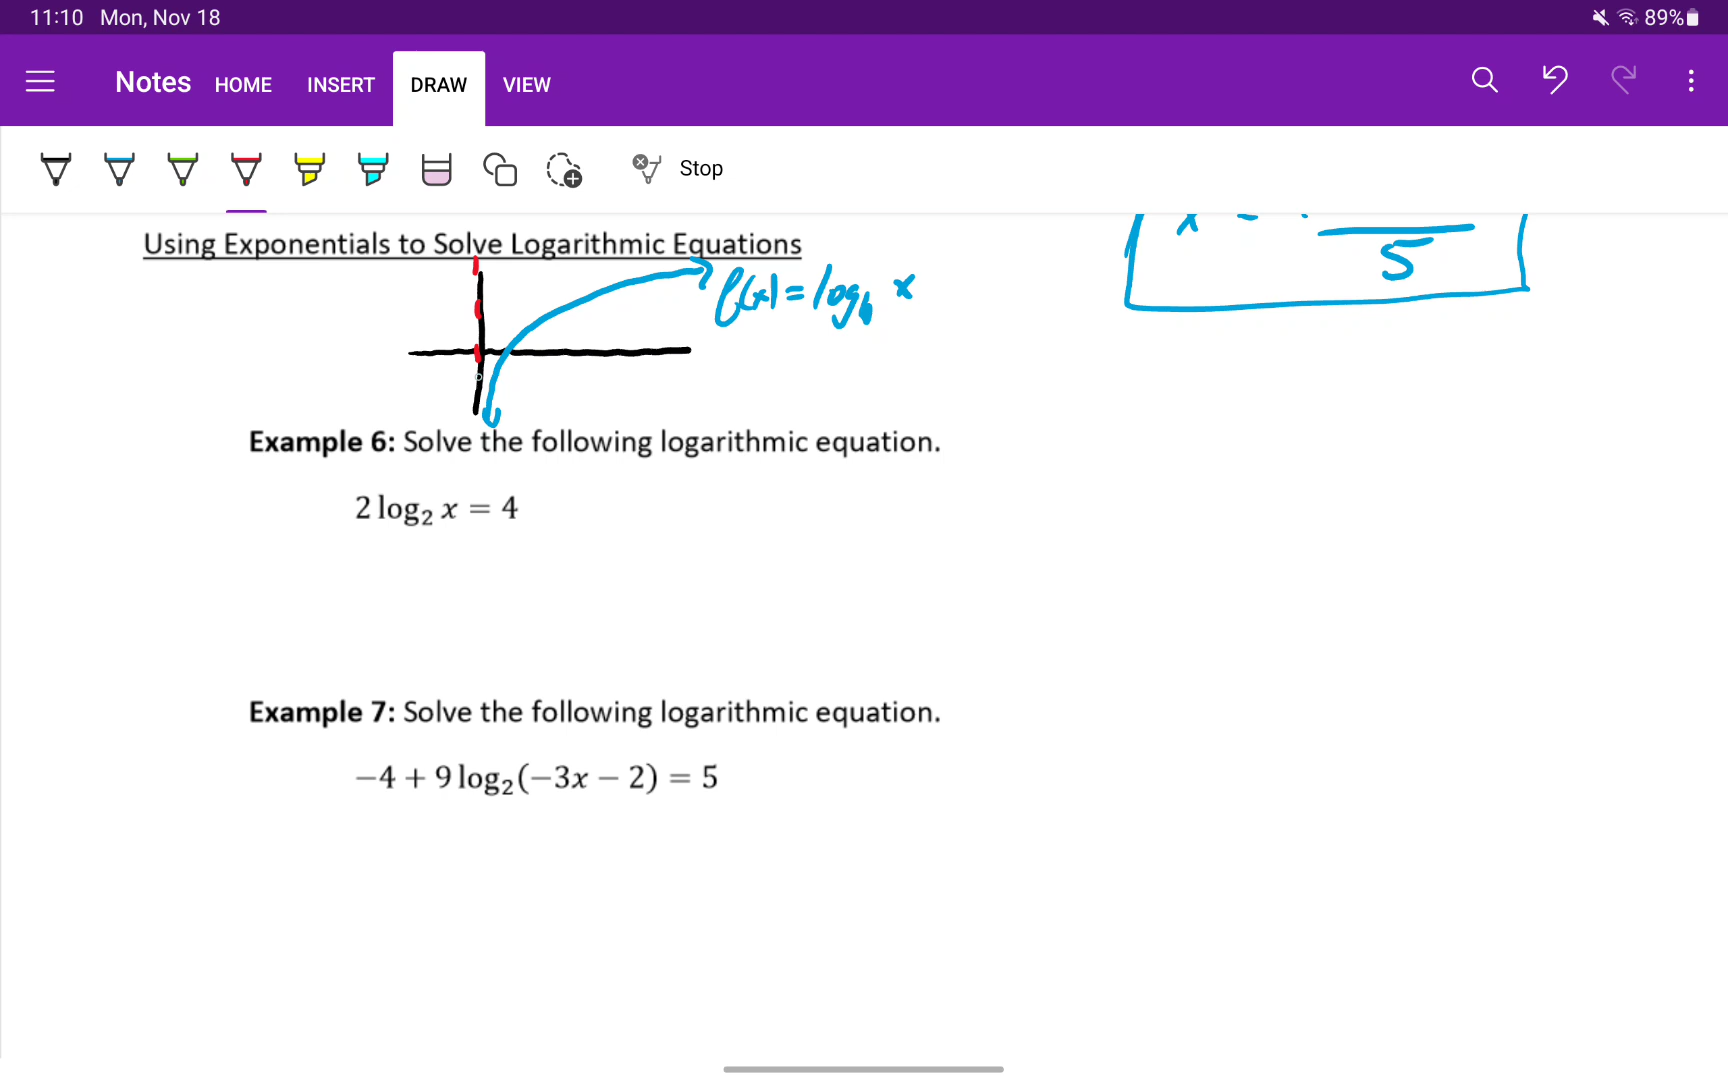 11:10 Mon, Nov 18 89%
Notes HOME INSERT DRAW VIEW
Stop
x =
5
Using Exponentials to Solve Logarithmic Equations
f(x) = log_b x
Example 6: Solve the following logarithmic equation.
2 log₂ x = 4
Example 7: Solve the following logarithmic equation.
−4 + 9 log₂(−3x − 2) = 5